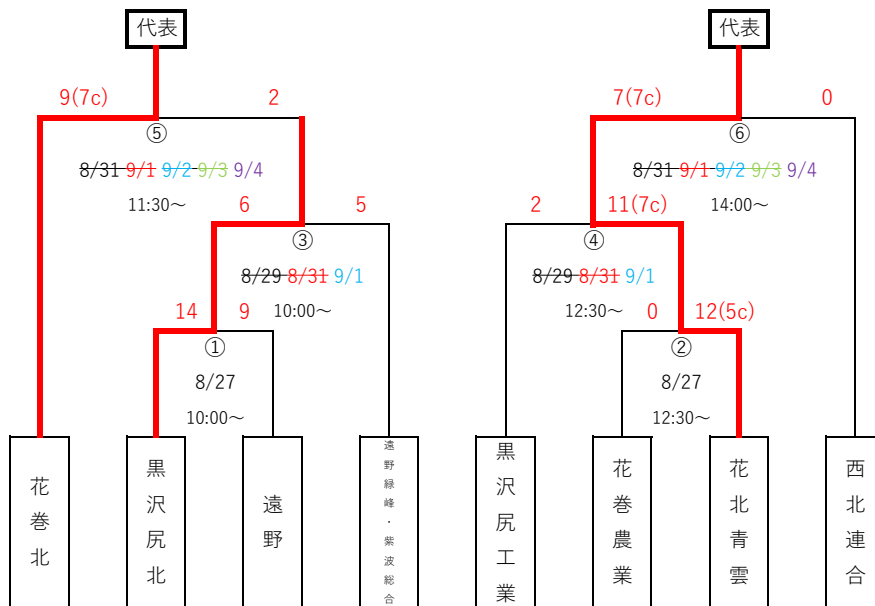 代表
代表
9(7c)
2
7(7c)
0
⑤
⑥
8/31 9/1 9/2 9/3 9/4
8/31 9/1 9/2 9/3 9/4
11:30～
14:00～
6
5
2
11(7c)
③
④
8/29 8/31 9/1
8/29 8/31 9/1
10:00～
12:30～
14
9
0
12(5c)
①
②
8/27
8/27
10:00～
12:30～
花巻北
黒沢尻北
遠野
遠野緑峰・紫波総合
黒沢尻工業
花巻農業
花北青雲
西北連合